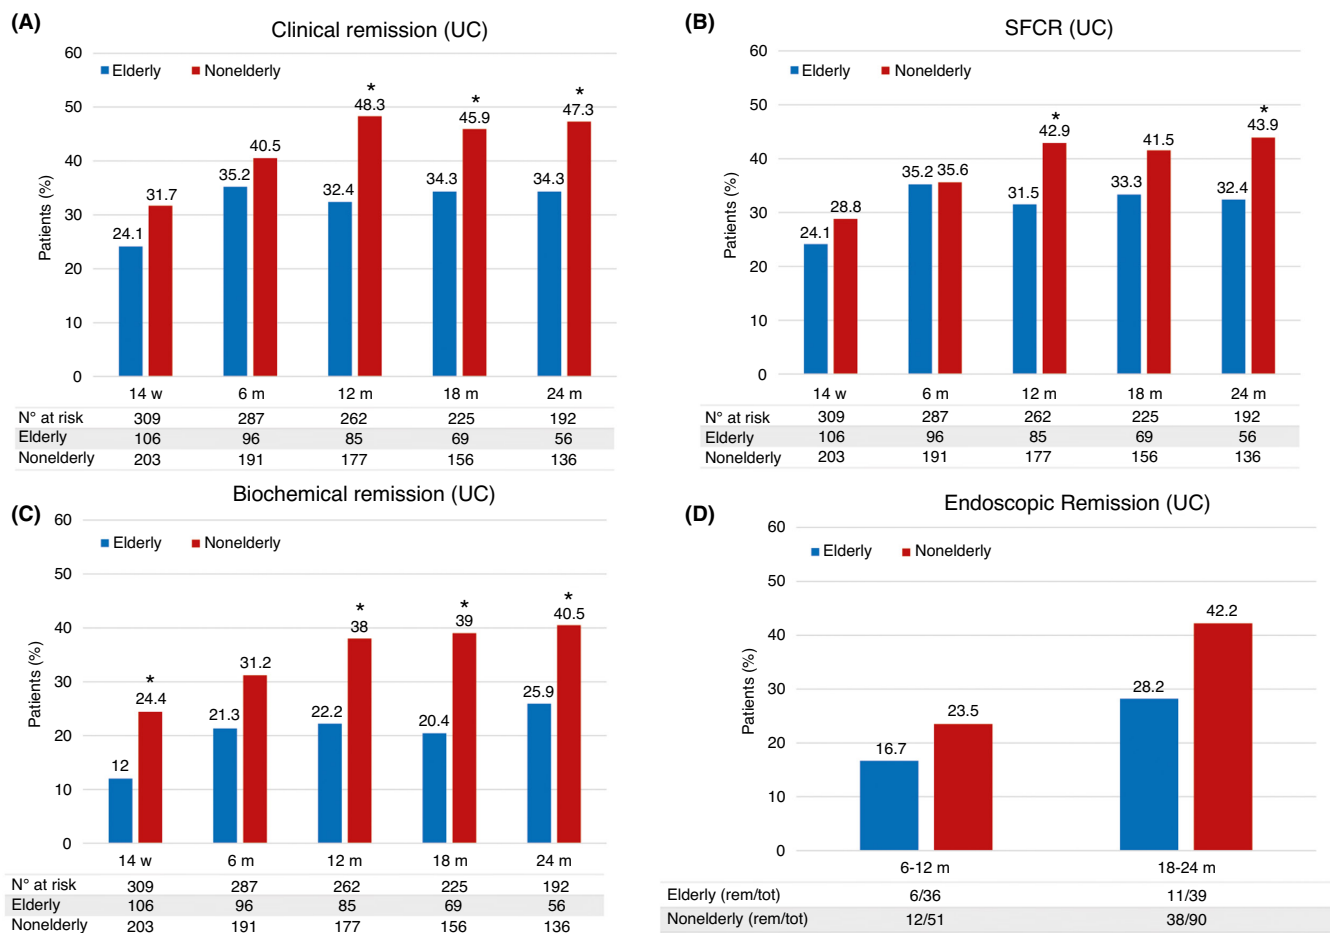 (A)
Clinical remission (UC)
Elderly Nonelderly
Patients (%)
60
50
40
30
20
10
0
24.1 31.7 35.2 40.5 32.4 48.3 * 34.3 45.9 * 34.3 47.3 *
14 w 6 m 12 m 18 m 24 m
N° at risk 309 287 262 225 192
Elderly 106 96 85 69 56
Nonelderly 203 191 177 156 136
(B)
SFCR (UC)
Elderly Nonelderly
Patients (%)
60
50
40
30
20
10
0
24.1 28.8 35.2 35.6 31.5 42.9 * 33.3 41.5 32.4 43.9 *
14 w 6 m 12 m 18 m 24 m
N° at risk 309 287 262 225 192
Elderly 106 96 85 69 56
Nonelderly 203 191 177 156 136
(C)
Biochemical remission (UC)
Elderly Nonelderly
Patients (%)
60
50
40
30
20
10
0
12 24.4 * 21.3 31.2 22.2 38 * 20.4 39 * 25.9 40.5 *
14 w 6 m 12 m 18 m 24 m
N° at risk 309 287 262 225 192
Elderly 106 96 85 69 56
Nonelderly 203 191 177 156 136
(D)
Endoscopic Remission (UC)
Elderly Nonelderly
Patients (%)
60
50
40
30
20
10
0
16.7 23.5 28.2 42.2
6-12 m 18-24 m
Elderly (rem/tot) 6/36 11/39
Nonelderly (rem/tot) 12/51 38/90